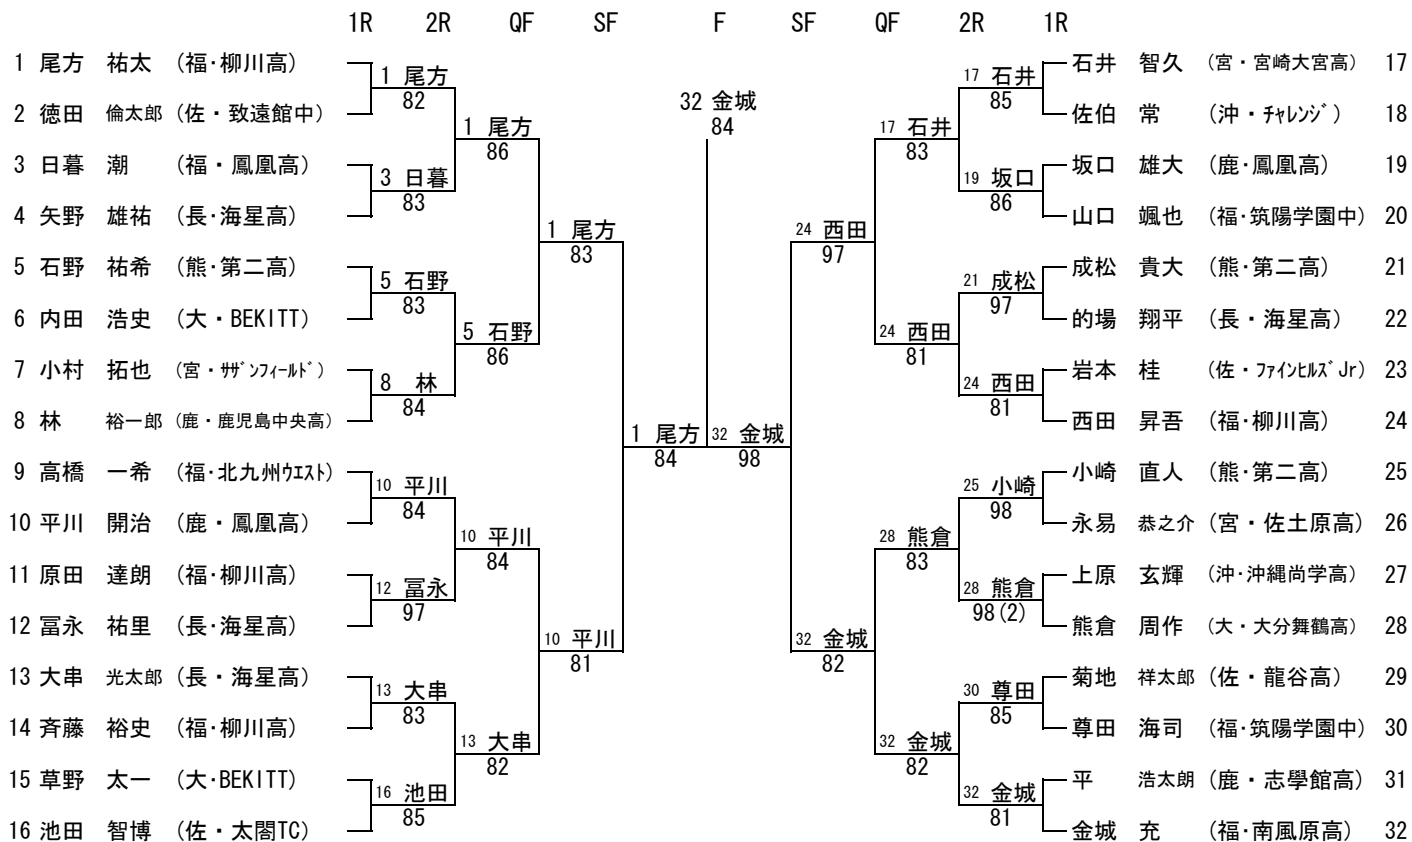 1R 2R QF SF F SF QF 2R 1R
1 尾方 祐太 (福・柳川高)
2 徳田 倫太郎 (佐・致遠館中)
3 日暮 潮 (福・鳳凰高)
4 矢野 雄祐 (長・海星高)
5 石野 祐希 (熊・第二高)
6 内田 浩史 (大・BEKITT)
7 小村 拓也 (宮・サザンフィールド)
8 林 裕一郎 (鹿・鹿児島中央高)
9 高橋 一希 (福・北九州ウエスト)
10 平川 開治 (鹿・鳳凰高)
11 原田 達朗 (福・柳川高)
12 冨永 祐里 (長・海星高)
13 大串 光太郎 (長・海星高)
14 斉藤 裕史 (福・柳川高)
15 草野 太一 (大・BEKITT)
16 池田 智博 (佐・太閤TC)
1 尾方
82
3 日暮
83
5 石野
83
8 林
84
10 平川
84
12 冨永
97
13 大串
83
16 池田
85
1 尾方
86
5 石野
86
10 平川
84
13 大串
82
1 尾方
83
10 平川
81
1 尾方
84
32 金城
84
32 金城
98
24 西田
97
32 金城
82
17 石井
83
24 西田
81
28 熊倉
83
32 金城
82
17 石井
85
19 坂口
86
21 成松
97
24 西田
81
25 小崎
98
28 熊倉
98(2)
30 尊田
85
32 金城
81
石井 智久 (宮・宮崎大宮高) 17
佐伯 常 (沖・チャレンジ) 18
坂口 雄大 (鹿・鳳凰高) 19
山口 颯也 (福・筑陽学園中) 20
成松 貴大 (熊・第二高) 21
的場 翔平 (長・海星高) 22
岩本 桂 (佐・ファインヒルズJr) 23
西田 昇吾 (福・柳川高) 24
小崎 直人 (熊・第二高) 25
永易 恭之介 (宮・佐土原高) 26
上原 玄輝 (沖・沖縄尚学高) 27
熊倉 周作 (大・大分舞鶴高) 28
菊地 祥太郎 (佐・龍谷高) 29
尊田 海司 (福・筑陽学園中) 30
平 浩太朗 (鹿・志學館高) 31
金城 充 (福・南風原高) 32